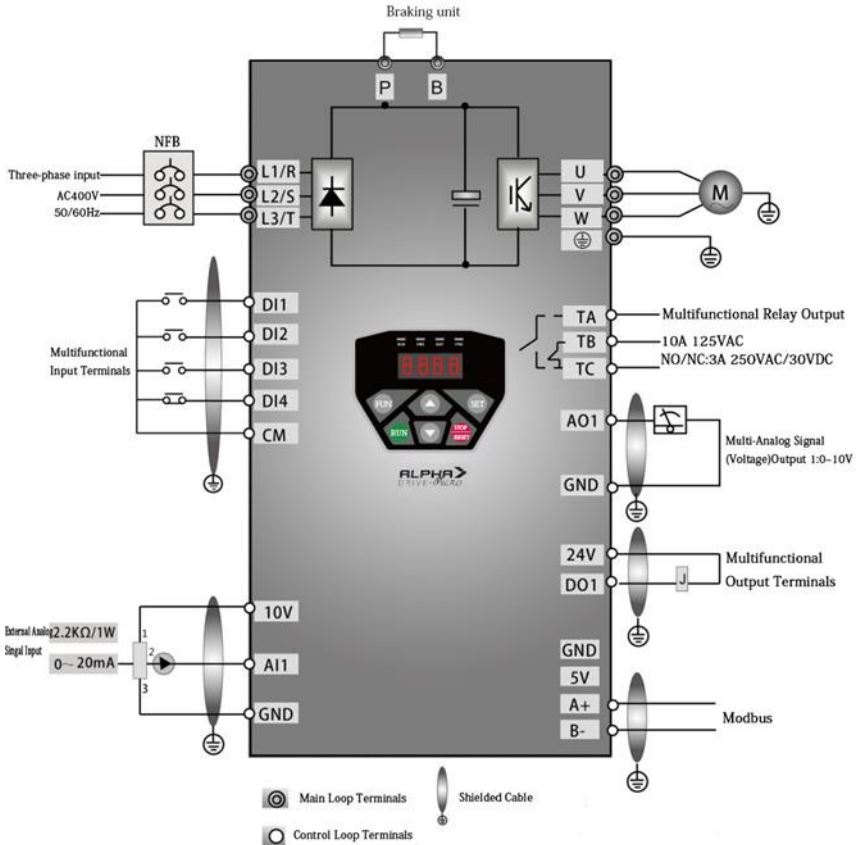 Braking unit
P B
NFB
Three-phase input
AC400V
50/60Hz
L1/R
L2/S
L3/T
U
V
W
M
Multifunctional
Input Terminals
DI1
DI2
DI3
DI4
CM
TA
TB
TC
Multifunctional Relay Output
10A 125VAC
NO/NC:3A 250VAC/30VDC
8888
FUN
SET
RUN
STOP
RESET
ALPHA
DRIVE-MICRO
AO1
GND
Multi-Analog Signal
(Voltage)Output 1:0-10V
24V
DO1
J
Multifunctional
Output Terminals
External Analog
Singal Input
2.2KΩ/1W
0~ 20mA
1
2
3
10V
AI1
GND
GND
5V
A+
B-
Modbus
Main Loop Terminals
Shielded Cable
Control Loop Terminals